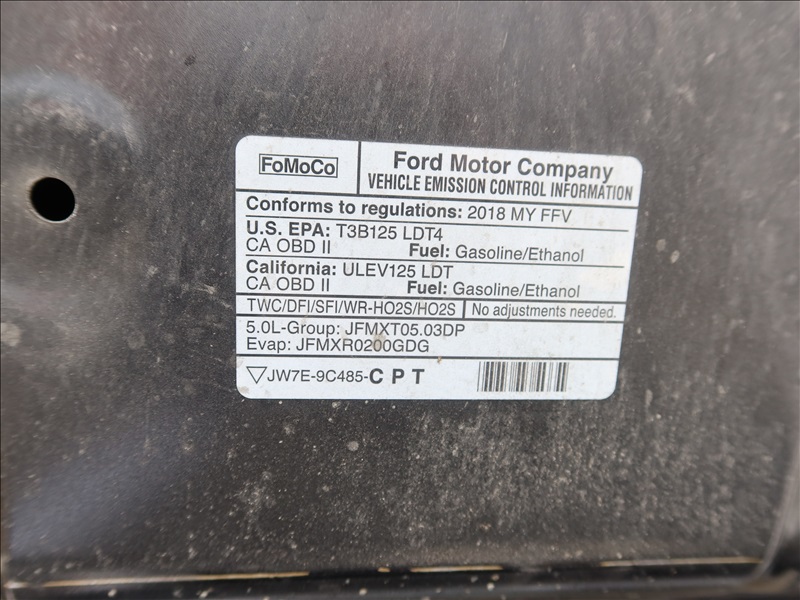 FoMoCo
Ford Motor Company
VEHICLE EMISSION CONTROL INFORMATION
Conforms to regulations: 2018 MY FFV
U.S. EPA: T3B125 LDT4
CA OBD II Fuel: Gasoline/Ethanol
California: ULEV125 LDT
CA OBD II Fuel: Gasoline/Ethanol
TWC/DFI/SFI/WR-HO2S/HO2S No adjustments needed.
5.0L-Group: JFMXT05.03DP
Evap: JFMXR0200GDG
JW7E-9C485-C P T